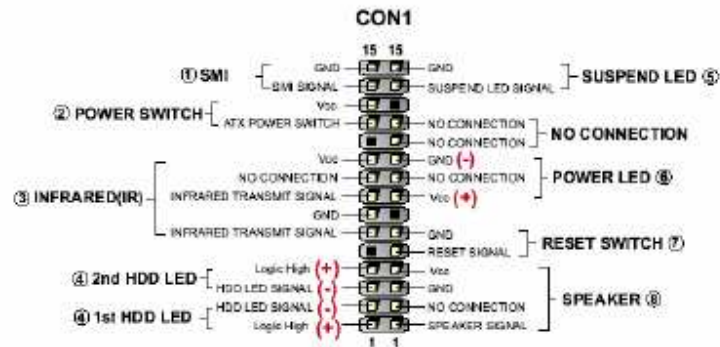 CON1
15 15
GND GND
① SMI SUSPEND LED ⑤
SMI SIGNAL SUSPEND LED SIGNAL
Vcc
② POWER SWITCH
ATX POWER SWITCH NO CONNECTION
NO CONNECTION
NO CONNECTION
Vcc GND (-)
NO CONNECTION NO CONNECTION
POWER LED ⑥
③ INFRARED(IR) INFRARED TRANSMIT SIGNAL Vcc (+)
GND
INFRARED TRANSMIT SIGNAL GND
RESET SWITCH ⑦
RESET SIGNAL
Logic High (+) Vcc
④ 2nd HDD LED
HDD LED SIGNAL (-) GND
SPEAKER ⑧
HDD LED SIGNAL (-) NO CONNECTION
④ 1st HDD LED
Logic High (+) SPEAKER SIGNAL
1 1